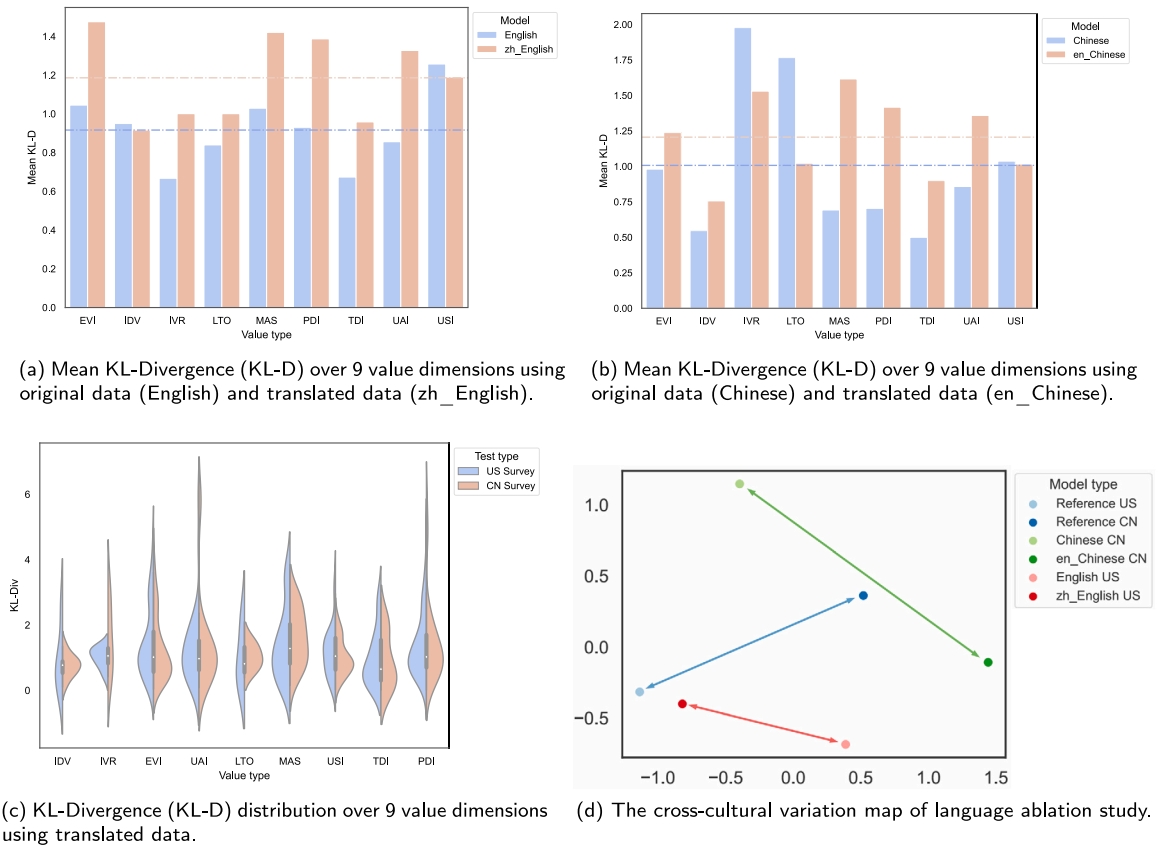 Model
English
zh_English
Mean KL-D
1.4
1.2
1.0
0.8
0.6
0.4
0.2
0.0
EVI IDV IVR LTO MAS PDI TDI UAI USI
Value type
(a) Mean KL-Divergence (KL-D) over 9 value dimensions using
original data (English) and translated data (zh_English).
Model
Chinese
en_Chinese
Mean KL-D
2.00
1.75
1.50
1.25
1.00
0.75
0.50
0.25
0.00
EVI IDV IVR LTO MAS PDI TDI UAI USI
Value type
(b) Mean KL-Divergence (KL-D) over 9 value dimensions using
original data (Chinese) and translated data (en_Chinese).
Test type
US Survey
CN Survey
KL-Div
6
4
2
0
IDV IVR EVI UAI LTO MAS USI TDI PDI
Value type
(c) KL-Divergence (KL-D) distribution over 9 value dimensions
using translated data.
Model type
Reference US
Reference CN
Chinese CN
en_Chinese CN
English US
zh_English US
1.0
0.5
0.0
−0.5
−1.0 −0.5 0.0 0.5 1.0 1.5
(d) The cross-cultural variation map of language ablation study.